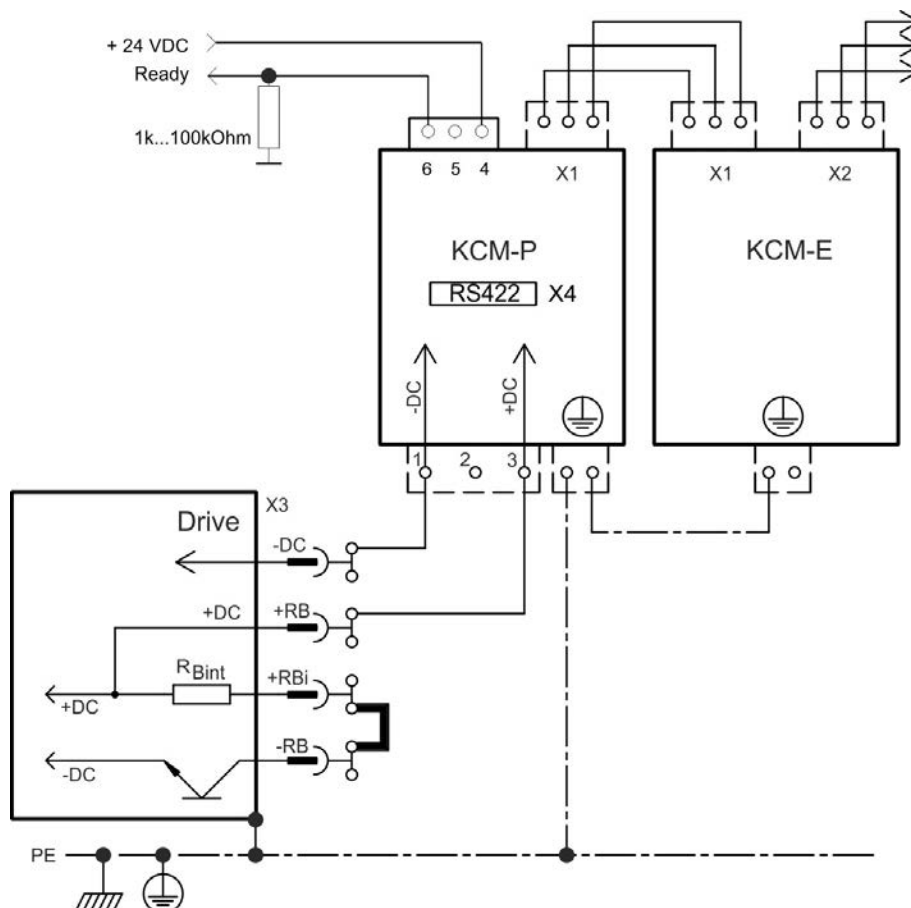 + 24 VDC
Ready
1k...100kOhm
6 5 4
X1
X1
X2
KCM-P
KCM-E
RS422 X4
-DC
+DC
1 2 3
X3
Drive
-DC
+DC
+RB
RBint
+RBi
+DC
-RB
-DC
PE